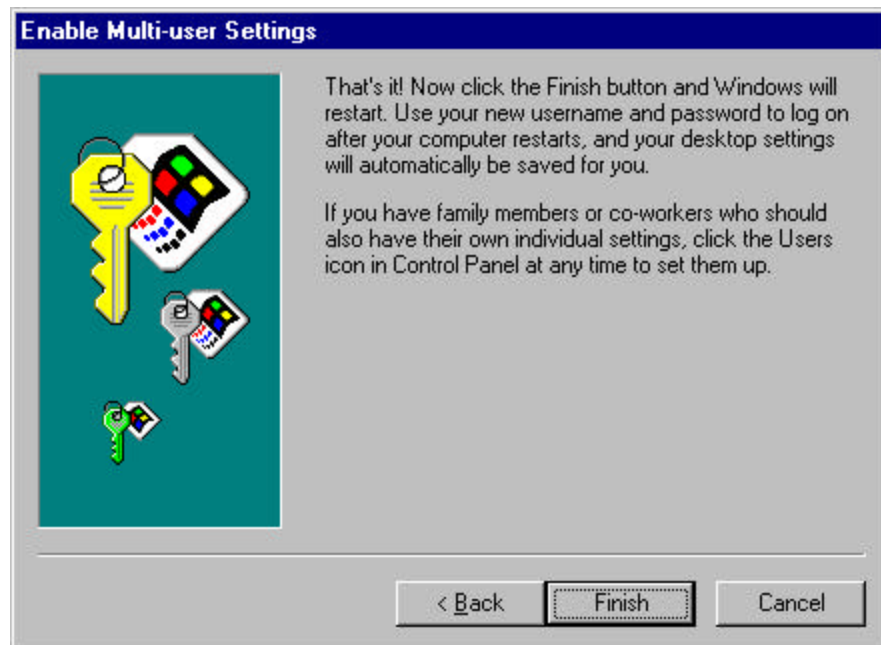 Enable Multi-user Settings
That's it! Now click the Finish button and Windows will
restart. Use your new username and password to log on
after your computer restarts, and your desktop settings
will automatically be saved for you.
If you have family members or co-workers who should
also have their own individual settings, click the Users
icon in Control Panel at any time to set them up.
< Back
Finish
Cancel